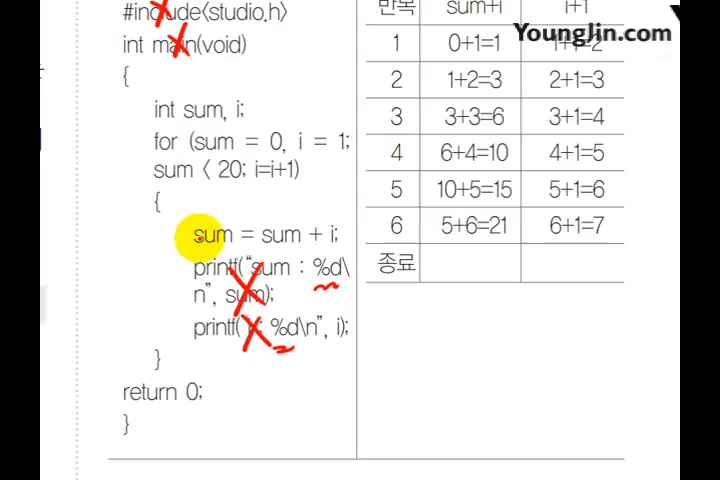 #include〈studio.h〉
int main(void)
{
int sum, i;
for (sum = 0, i = 1;
sum 〈 20; i=i+1)
{
sum = sum + i;
printf("sum : %d\
n", sum);
printf("i : %d\n", i);
}
return 0;
}
반복 sum+i i+1
YoungJin.com
1 0+1=1 1+1=2
2 1+2=3 2+1=3
3 3+3=6 3+1=4
4 6+4=10 4+1=5
5 10+5=15 5+1=6
6 5+6=21 6+1=7
종료